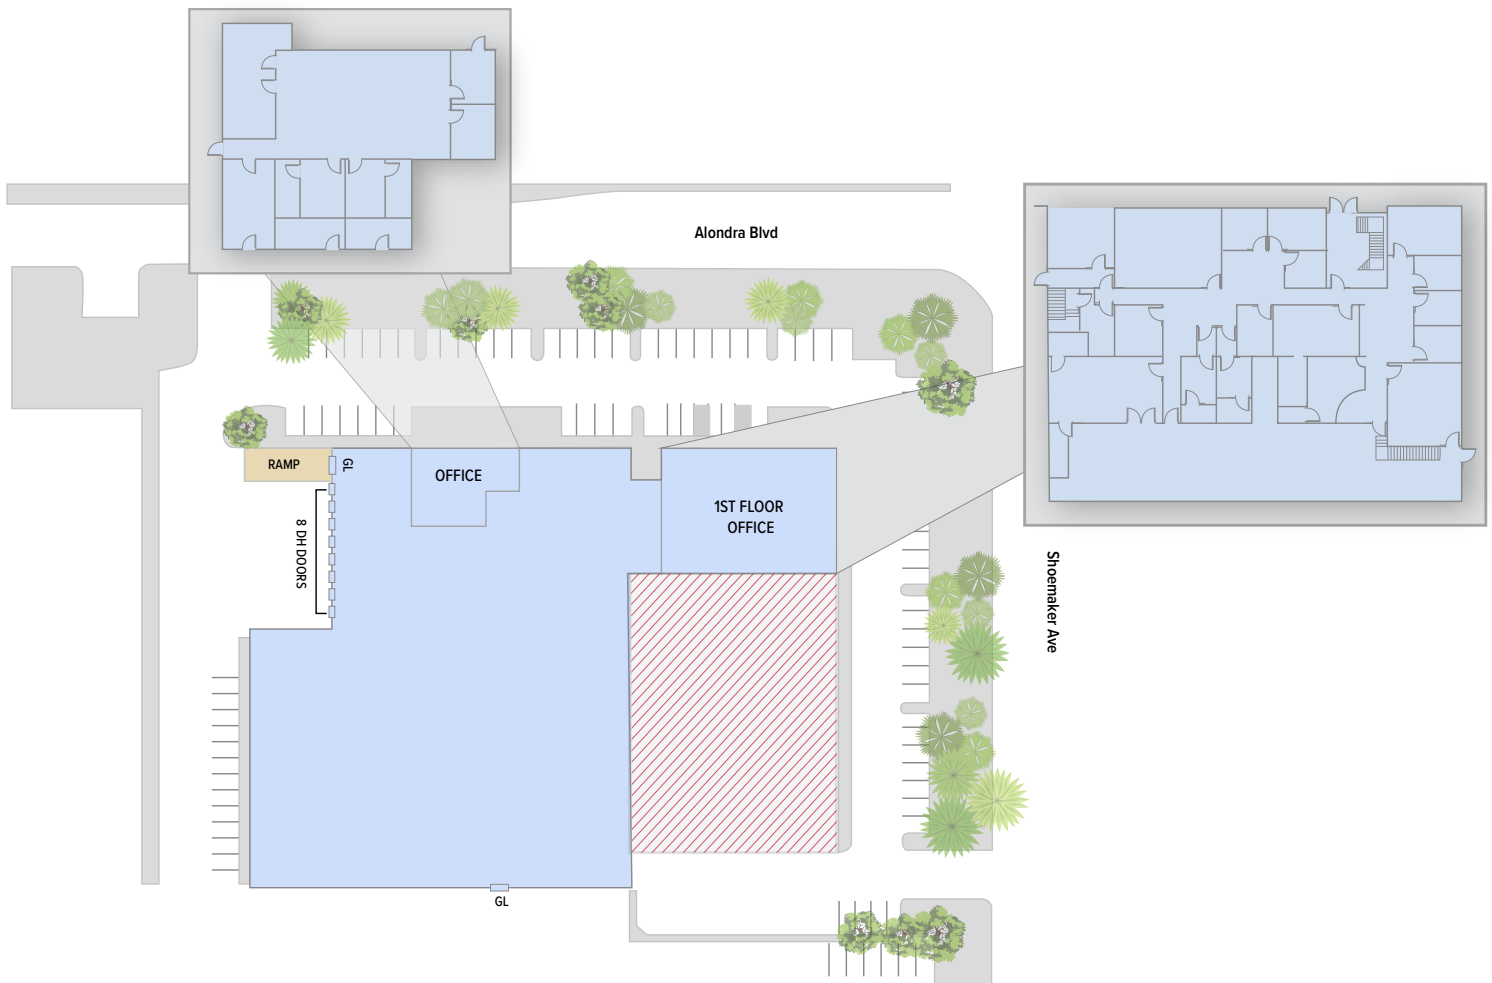 Alondra Blvd
RAMP
GL
OFFICE
1ST FLOOR
OFFICE
8 DH DOORS
Shoemaker Ave
GL